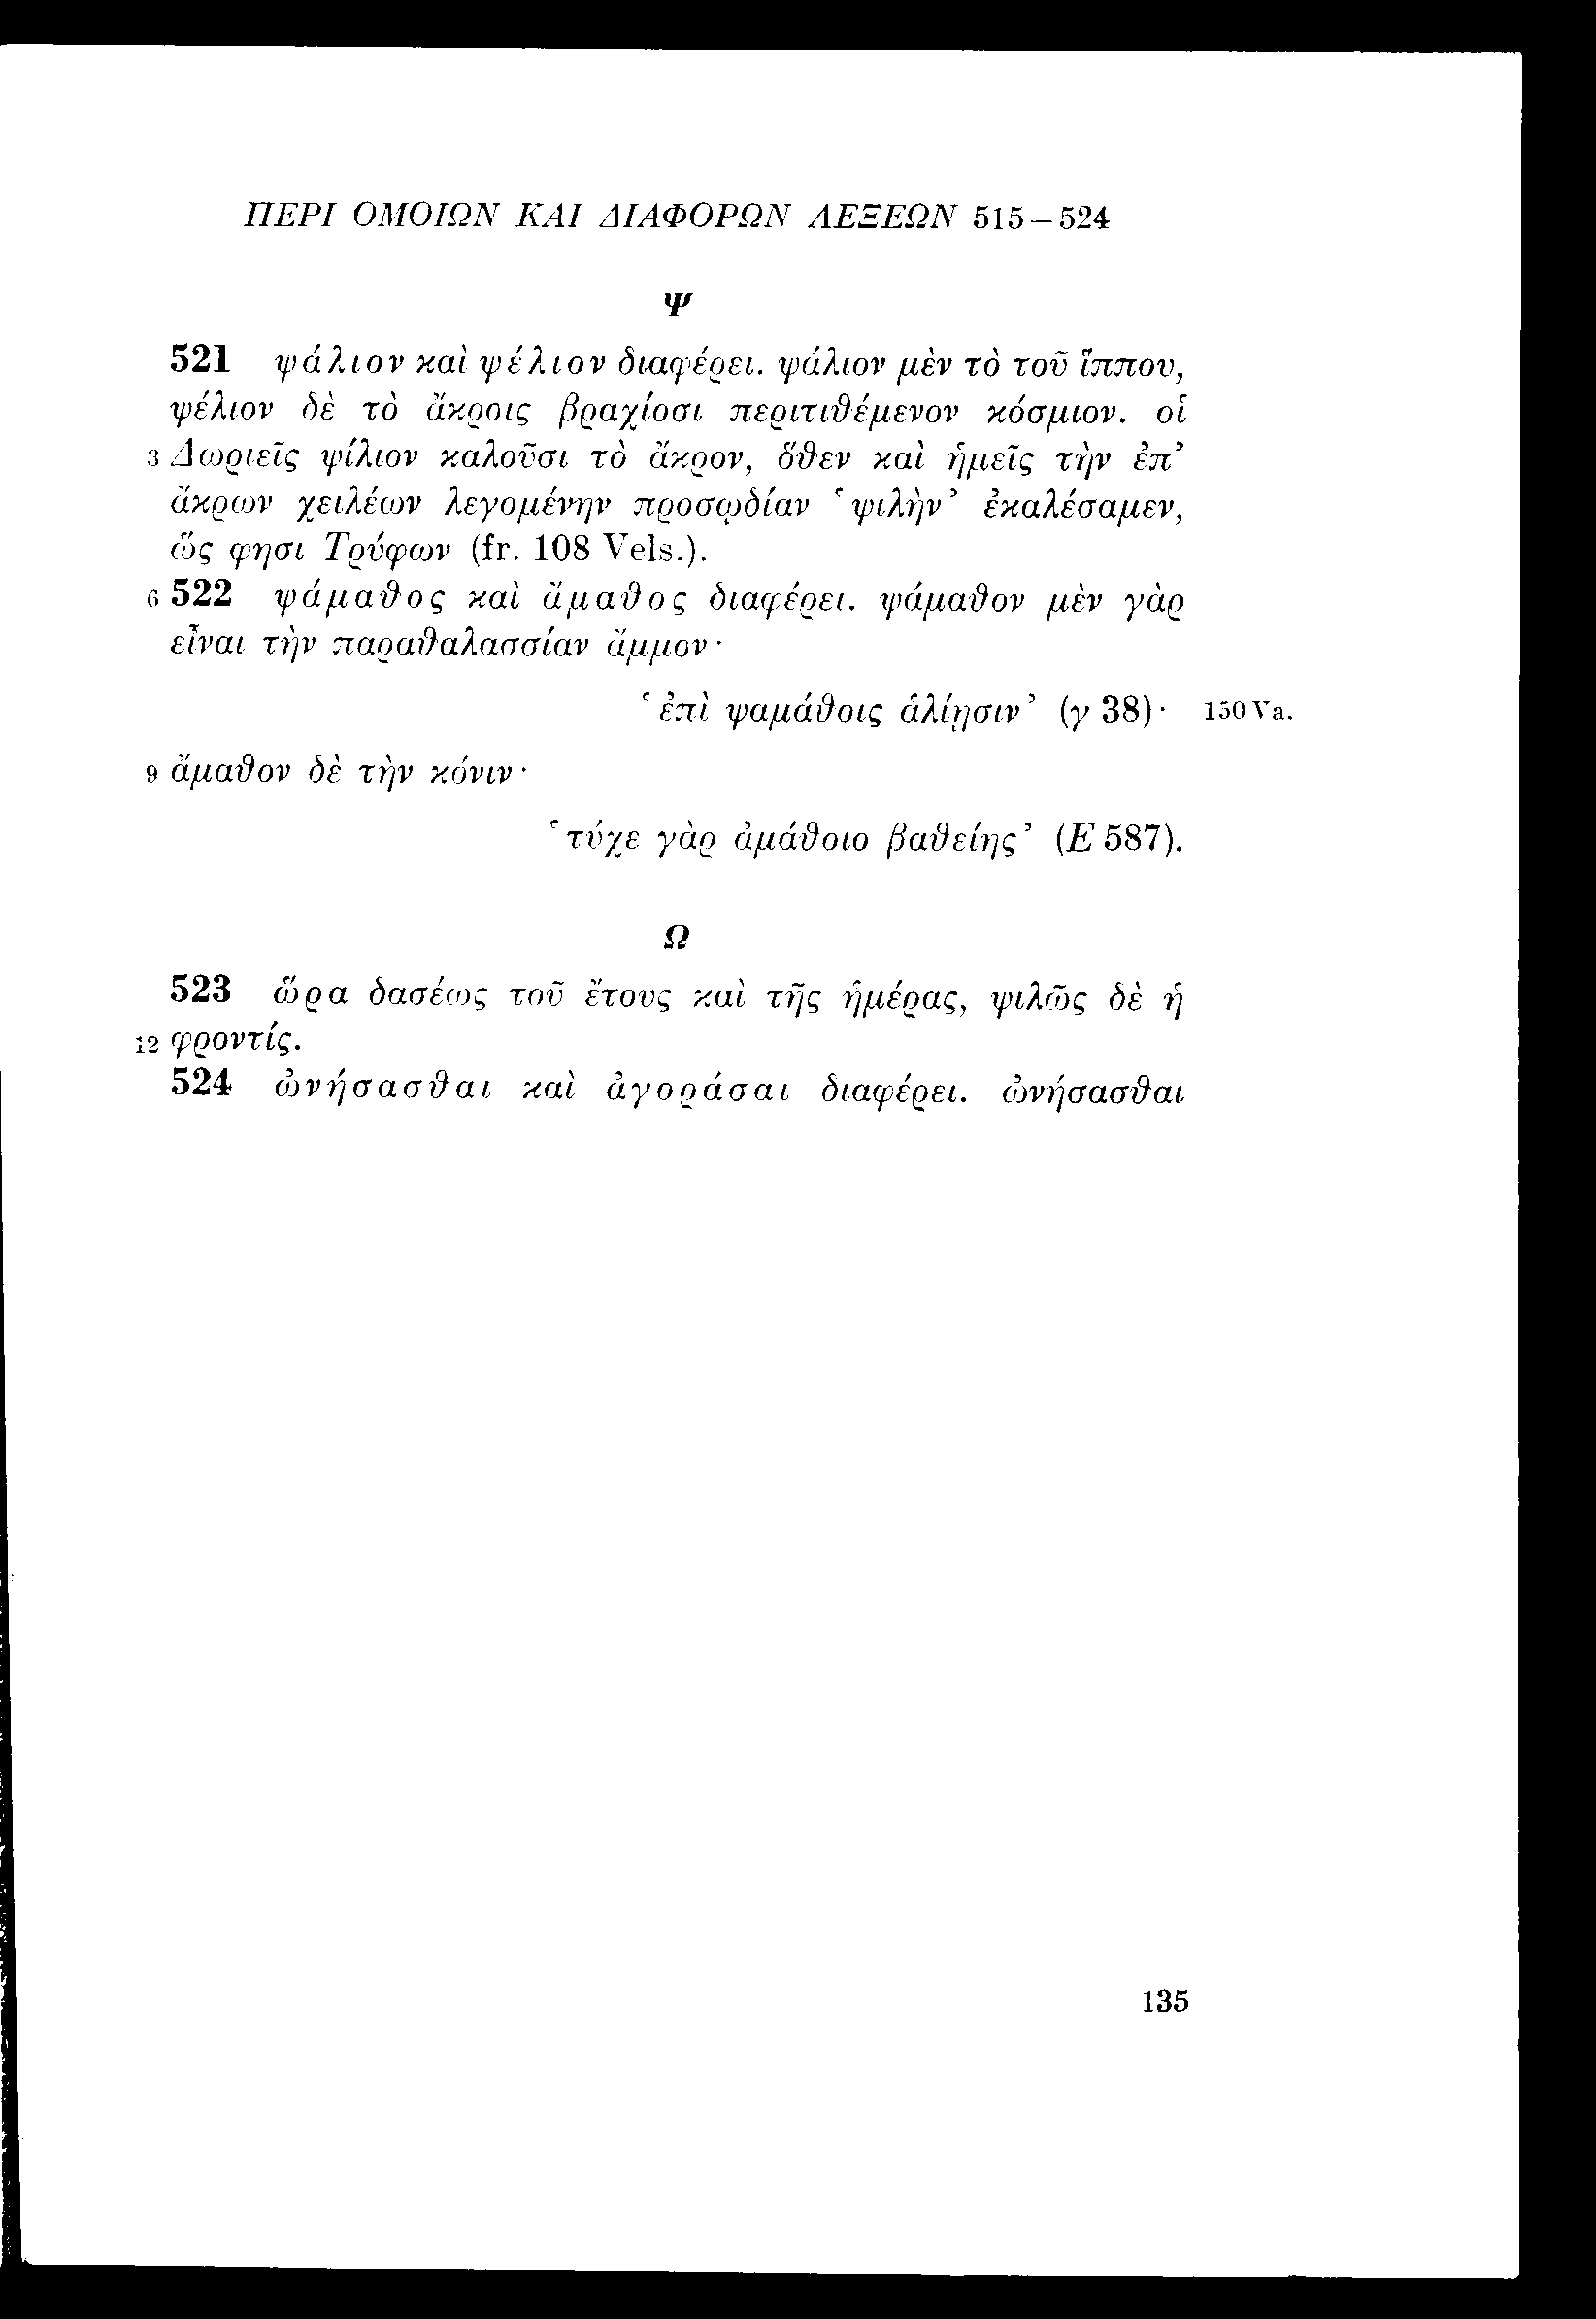 ΠΕΡΙ ΟΜΟΙΩΝ ΚΑΙ ΔΙΑΦΟΡΩΝ ΛΕΞΕΩΝ 515 – 524
Ψ
521 ψάλιον καὶ ψέλιον διαφέρει. ψάλιον μὲν τὸ τοῦ ἵππου,
ψέλιον δὲ τὸ ἄκροις βραχίοσι περιτιθέμενον κόσμιον. οἱ
3 Δωριεῖς ψίλιον καλοῦσι τὸ ἄκρον, ὅθεν καὶ ἡμεῖς τὴν ἐπ’
ἄκρων χειλέων λεγομένην προσῳδίαν ‘ψιλὴν’ ἐκαλέσαμεν,
ὥς φησι Τρύφων (fr. 108 Vels.).
6 522 ψάμαθος καὶ ἄμαθος διαφέρει. ψάμαθον μὲν γὰρ
εἶναι τὴν παραθαλασσίαν ἄμμον·
‘ἐπὶ ψαμάθοις ἁλίῃσιν’ (γ 38)· 150 Va.
9 ἄμαθον δὲ τὴν κόνιν·
‘τύχε γὰρ ἀμάθοιο βαθείης’ (Ε 587).
Ω
523 ὥρα δασέως τοῦ ἔτους καὶ τῆς ἡμέρας, ψιλῶς δὲ ἡ
12 φροντίς.
524 ὠνήσασθαι καὶ ἀγοράσαι διαφέρει. ὠνήσασθαι
135